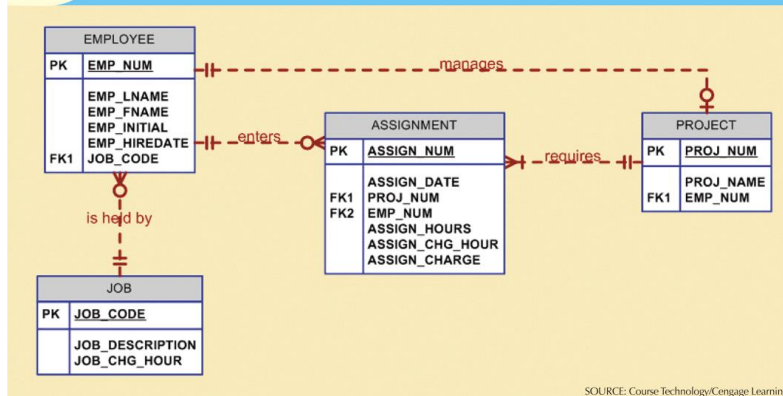 EMPLOYEE
PK EMP_NUM
EMP_LNAME
EMP_FNAME
EMP_INITIAL
EMP_HIREDATE
FK1 JOB_CODE
manages
enters
ASSIGNMENT
PK ASSIGN_NUM
ASSIGN_DATE
FK1 PROJ_NUM
FK2 EMP_NUM
ASSIGN_HOURS
ASSIGN_CHG_HOUR
ASSIGN_CHARGE
requires
PROJECT
PK PROJ_NUM
PROJ_NAME
FK1 EMP_NUM
is held by
JOB
PK JOB_CODE
JOB_DESCRIPTION
JOB_CHG_HOUR
SOURCE: Course Technology/Cengage Learnin